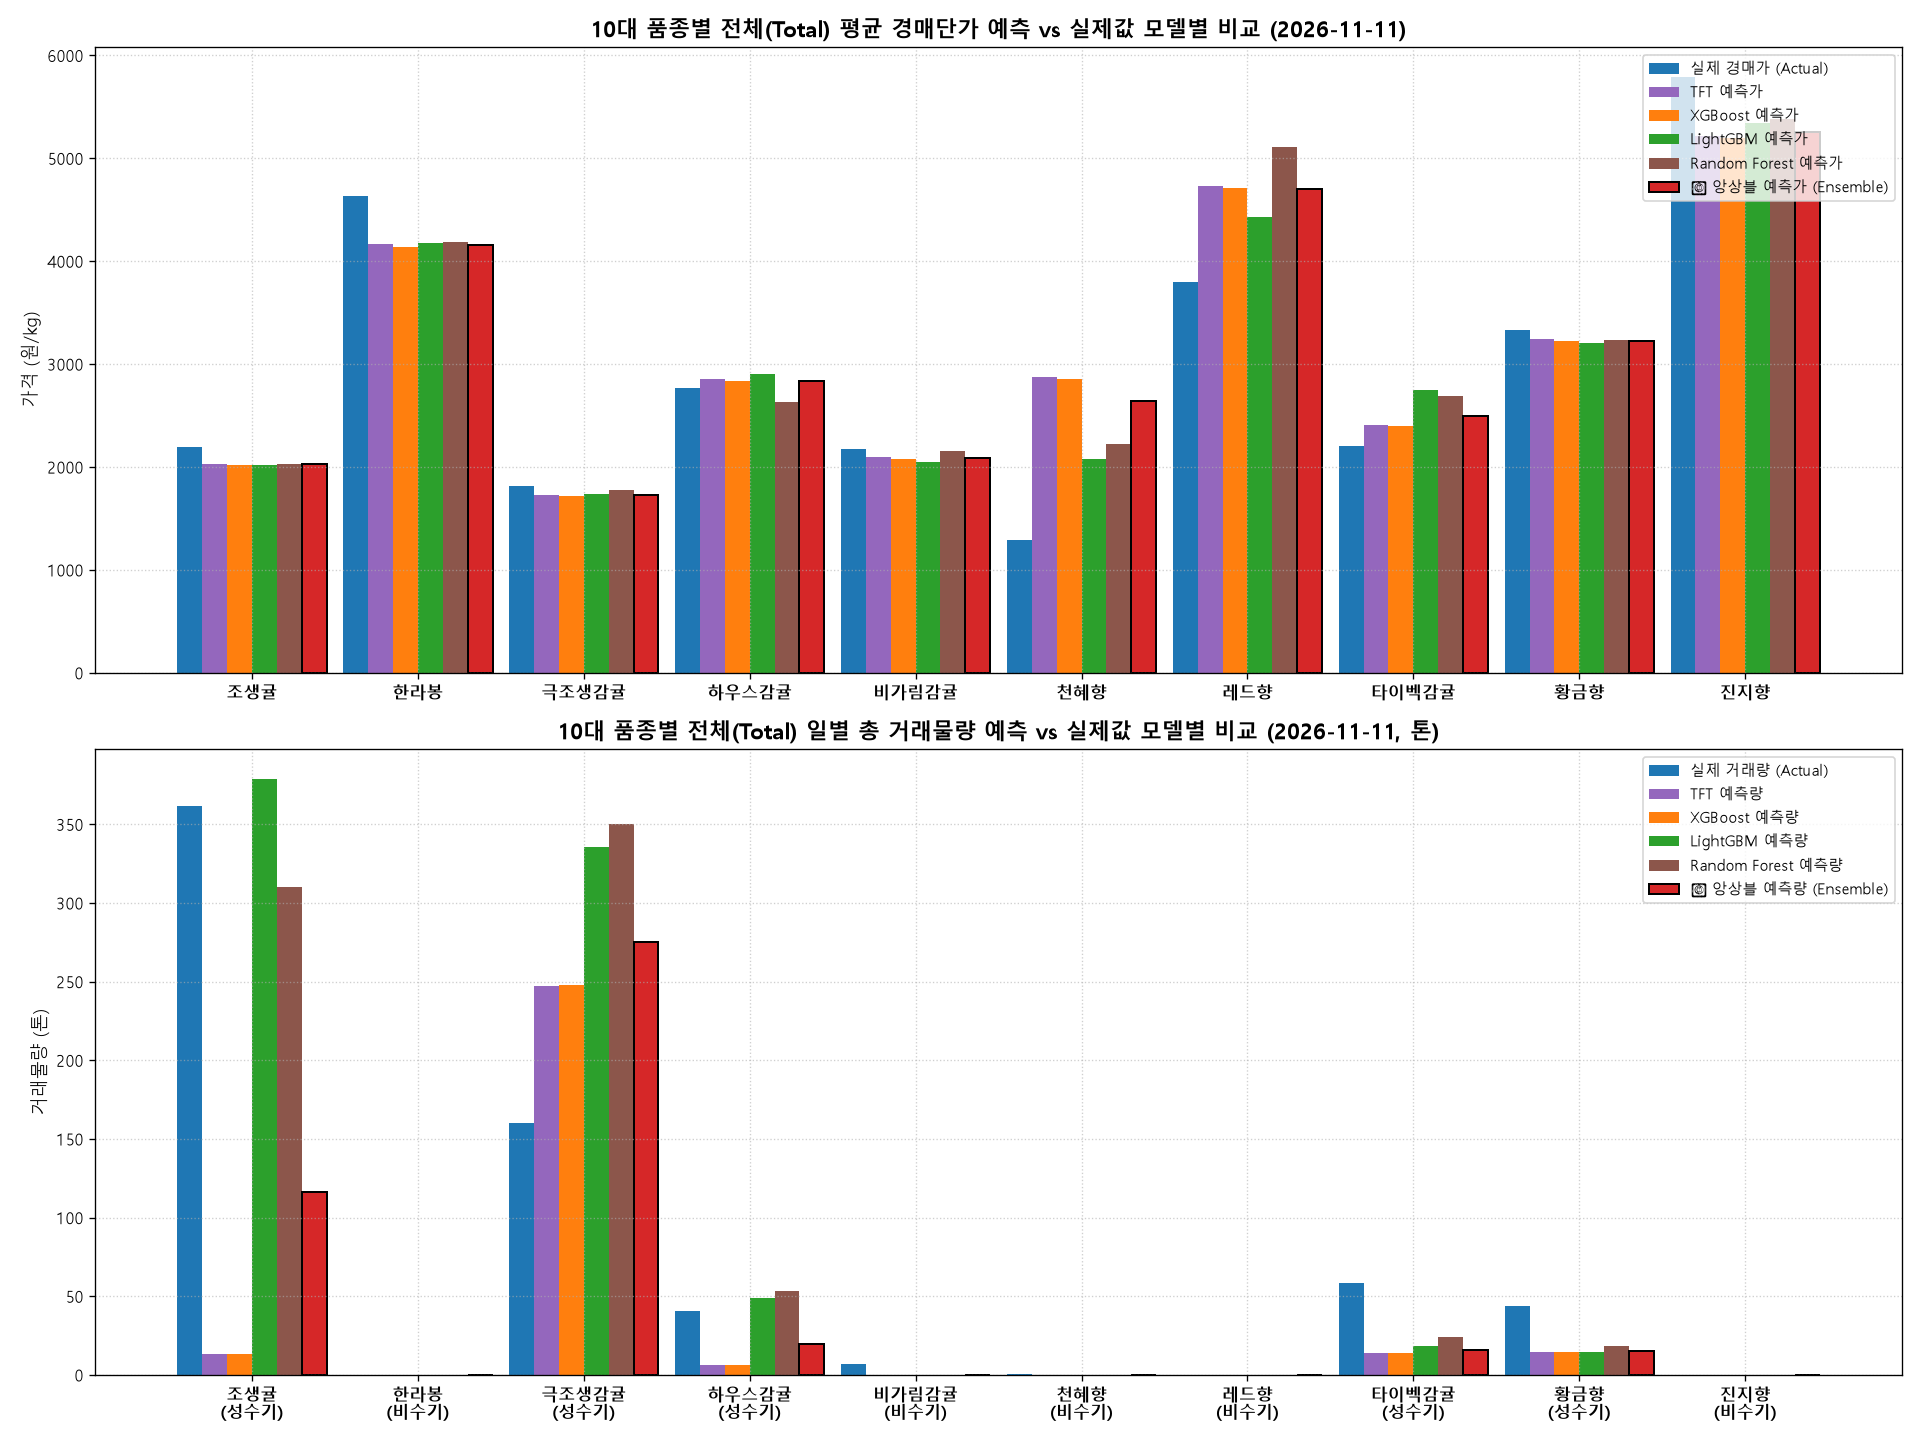 10대 품종별 전체(Total) 평균 경매단가 예측 vs 실제값 모델별 비교 (2026-11-11)
가격 (원/kg)
6000
5000
4000
3000
2000
1000
0
실제 경매가 (Actual)
TFT 예측가
XGBoost 예측가
LightGBM 예측가
Random Forest 예측가
앙상블 예측가 (Ensemble)
조생귤 한라봉 극조생감귤 하우스감귤 비가림감귤 천혜향 레드향 타이벡감귤 황금향 진지향
10대 품종별 전체(Total) 일별 총 거래물량 예측 vs 실제값 모델별 비교 (2026-11-11, 톤)
거래물량 (톤)
350
300
250
200
150
100
50
0
실제 거래량 (Actual)
TFT 예측량
XGBoost 예측량
LightGBM 예측량
Random Forest 예측량
앙상블 예측량 (Ensemble)
조생귤 한라봉 극조생감귤 하우스감귤 비가림감귤 천혜향 레드향 타이벡감귤 황금향 진지향
(성수기) (비수기) (성수기) (성수기) (비수기) (비수기) (비수기) (성수기) (성수기) (비수기)